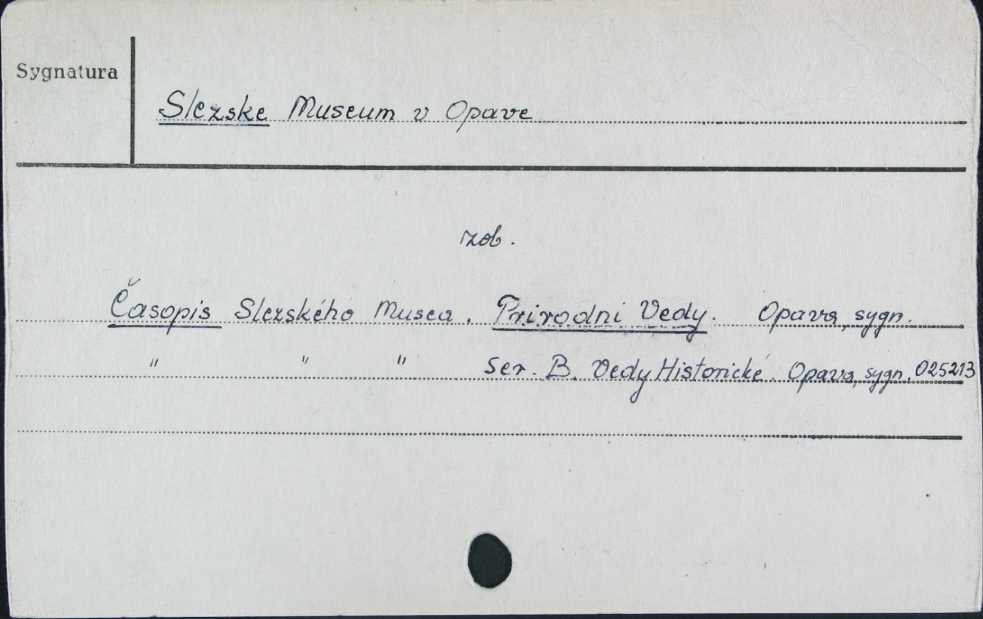 Sygnatura
Slezske Museum v Opave
zob.
Časopis Slezského Musea. Prirodni Vedy. Opava, sygn.
" " " Ser. B. Vedy Historické. Opava, sygn. 025213